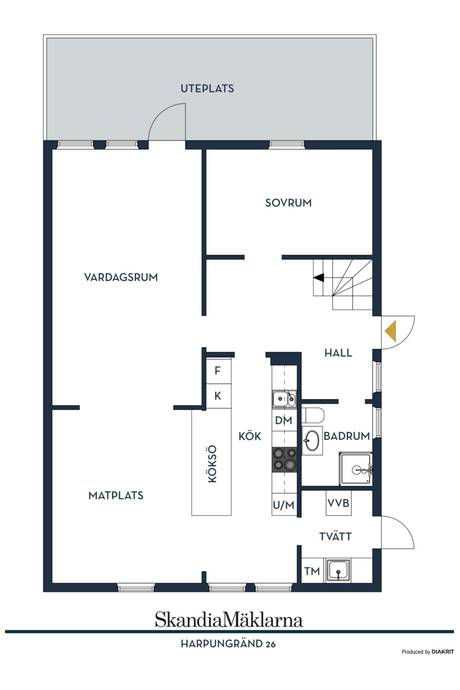 UTEPLATS
SOVRUM
VARDAGSRUM
HALL
F
K
DM
KÖK
BADRUM
KÖKSÖ
MATPLATS
U/M
VVB
TVÄTT
TM
SkandiaMäklarna
HARPUNGRÄND 26
Produced by DIAKRIT